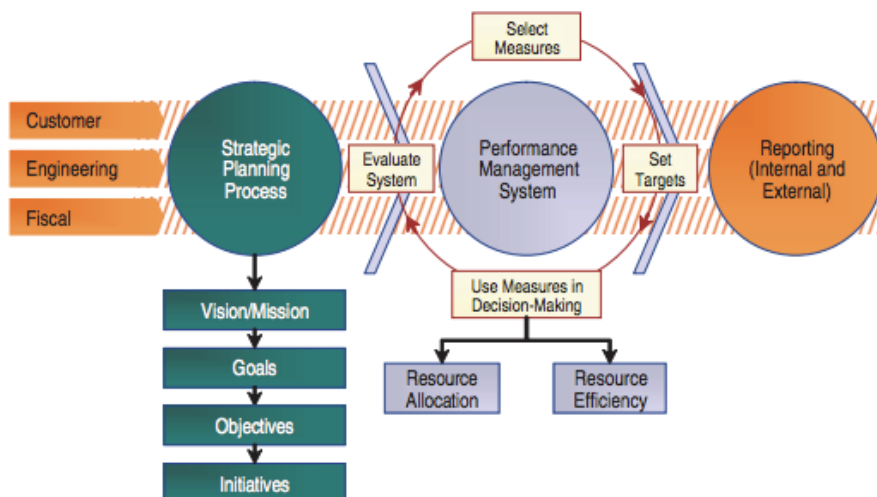 Select
Measures
Customer
Engineering
Fiscal
Strategic
Planning
Process
Evaluate
System
Performance
Management
System
Set
Targets
Reporting
(Internal and
External)
Use Measures in
Decision-Making
Vision/Mission
Goals
Objectives
Initiatives
Resource
Allocation
Resource
Efficiency